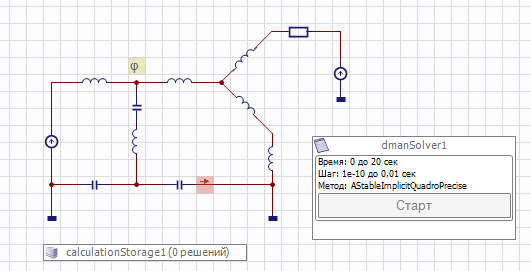 φ
dmanSolver1
Время: 0 до 20 сек
Шаг: 1e-10 до 0,01 сек
Метод: AStableImplicitQuadroPrecise
Старт
calculationStorage1 (0 решений)